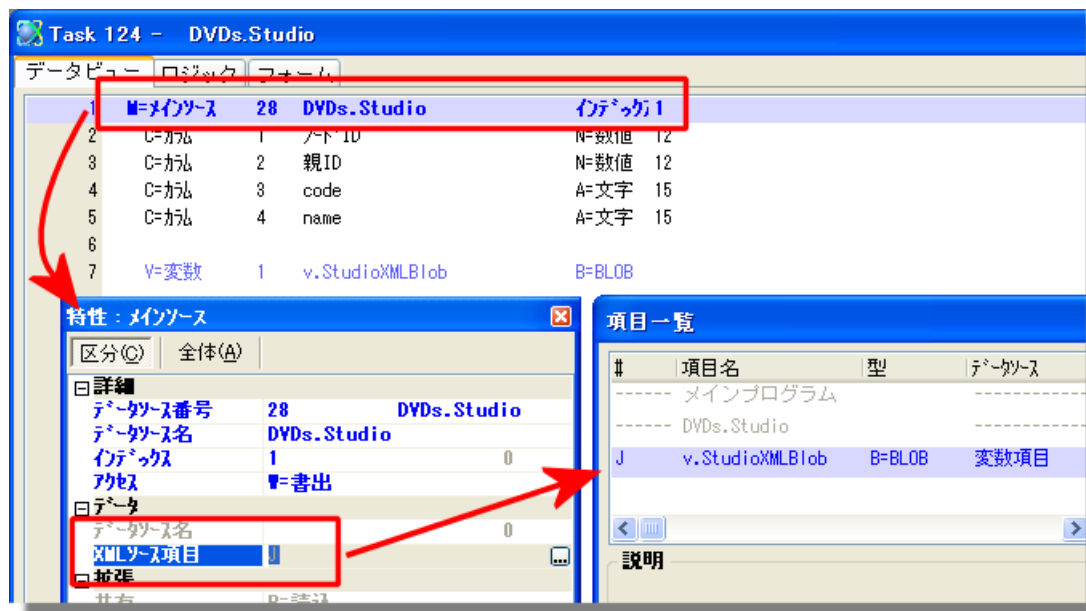 Task 124 -   DVDs.Studio
データビュー ロジック フォーム
1 M=メインソース 28 DVDs.Studio インデックス 1
2 C=カラム 1 ノードID N=数値 12
3 C=カラム 2 親ID N=数値 12
4 C=カラム 3 code A=文字 15
5 C=カラム 4 name A=文字 15
6
7 V=変数 1 v.StudioXMLBlob B=BLOB
特性:メインソース
区分(C) 全体(A)
詳細
データソース番号 28 DVDs.Studio
データソース名 DVDs.Studio
インデックス 1 0
アクセス W=書出
データ
データソース名 0
XMLソース項目 J ...
拡張
共有 R=読込
項目一覧
# 項目名 型 データソース
------ メインプログラム -----------
------ DVDs.Studio -----------
J v.StudioXMLBlob B=BLOB 変数項目
説明